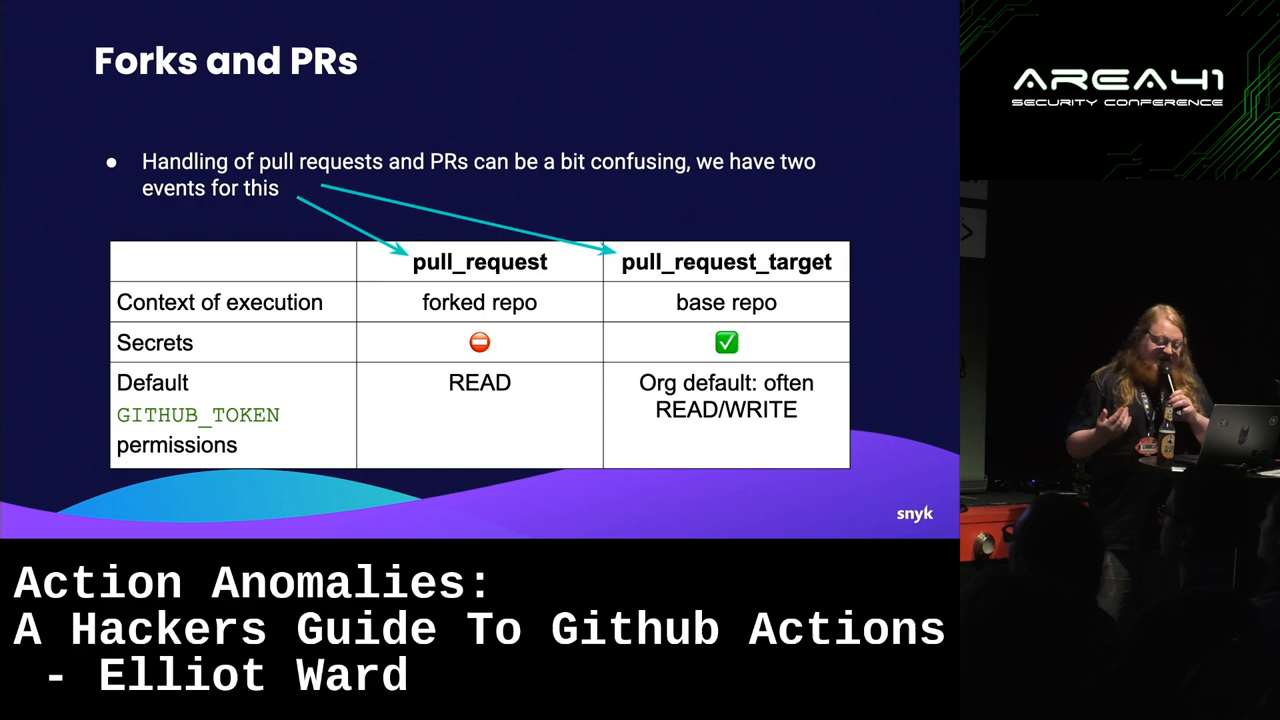 Forks and PRs
● Handling of pull requests and PRs can be a bit confusing, we have two
events for this
pull_request
pull_request_target
Context of execution
forked repo
base repo
Secrets
Default
GITHUB_TOKEN
permissions
READ
Org default: often
READ/WRITE
snyk
AREA41
SECURITY CONFERENCE
Action Anomalies:
A Hackers Guide To Github Actions
- Elliot Ward